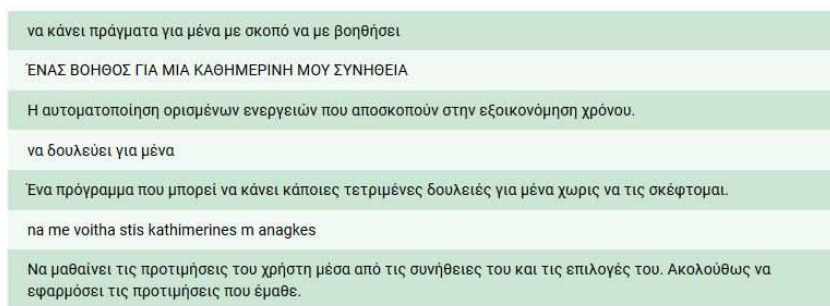 να κάνει πράγματα για μένα με σκοπό να με βοηθήσει
ΈΝΑΣ ΒΟΗΘΟΣ ΓΙΑ ΜΙΑ ΚΑΘΗΜΕΡΙΝΗ ΜΟΥ ΣΥΝΗΘΕΙΑ
Η αυτοματοποίηση ορισμένων ενεργειών που αποσκοπούν στην εξοικονόμηση χρόνου.
να δουλεύει για μένα
Ένα πρόγραμμα που μπορεί να κάνει κάποιες τετριμένες δουλειές για μένα χωρις να τις σκέφτομαι.
na me voitha stis kathimerines m anagkes
Να μαθαίνει τις προτιμήσεις του χρήστη μέσα από τις συνήθειες του και τις επιλογές του. Ακολούθως να
εφαρμόσει τις προτιμήσεις που έμαθε.